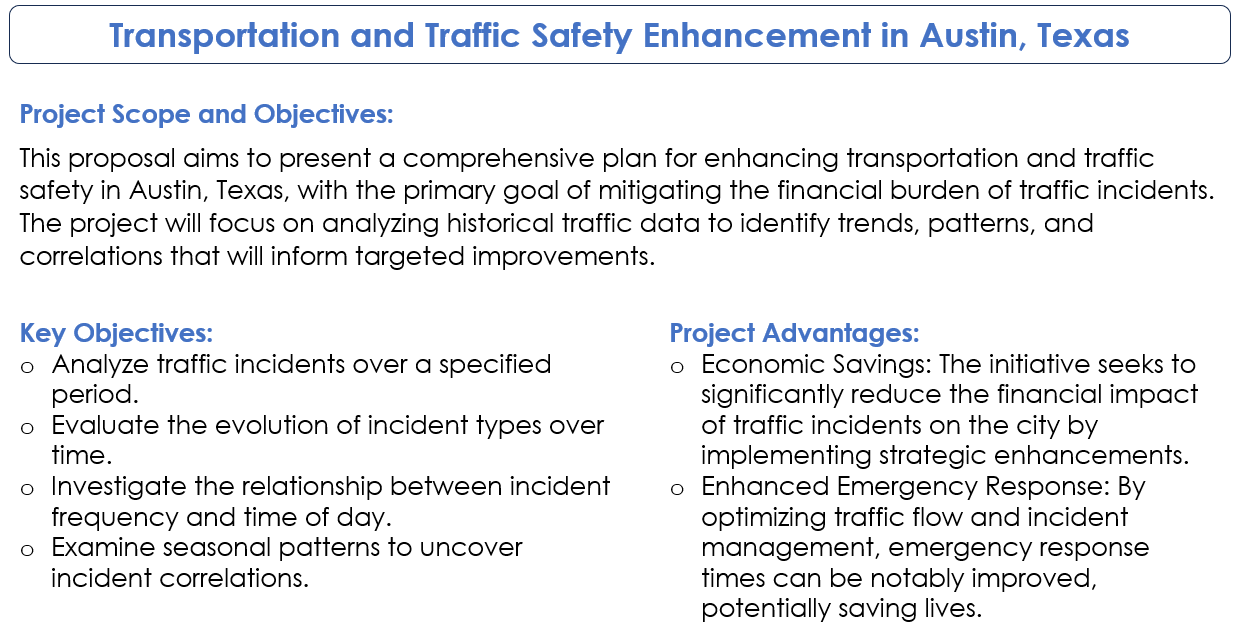 Transportation and Traffic Safety Enhancement in Austin, Texas
Project Scope and Objectives:
This proposal aims to present a comprehensive plan for enhancing transportation and traffic
safety in Austin, Texas, with the primary goal of mitigating the financial burden of traffic incidents.
The project will focus on analyzing historical traffic data to identify trends, patterns, and
correlations that will inform targeted improvements.
Key Objectives:
o Analyze traffic incidents over a specified
period.
o Evaluate the evolution of incident types over
time.
o Investigate the relationship between incident
frequency and time of day.
o Examine seasonal patterns to uncover
incident correlations.
Project Advantages:
o Economic Savings: The initiative seeks to
significantly reduce the financial impact
of traffic incidents on the city by
implementing strategic enhancements.
o Enhanced Emergency Response: By
optimizing traffic flow and incident
management, emergency response
times can be notably improved,
potentially saving lives.